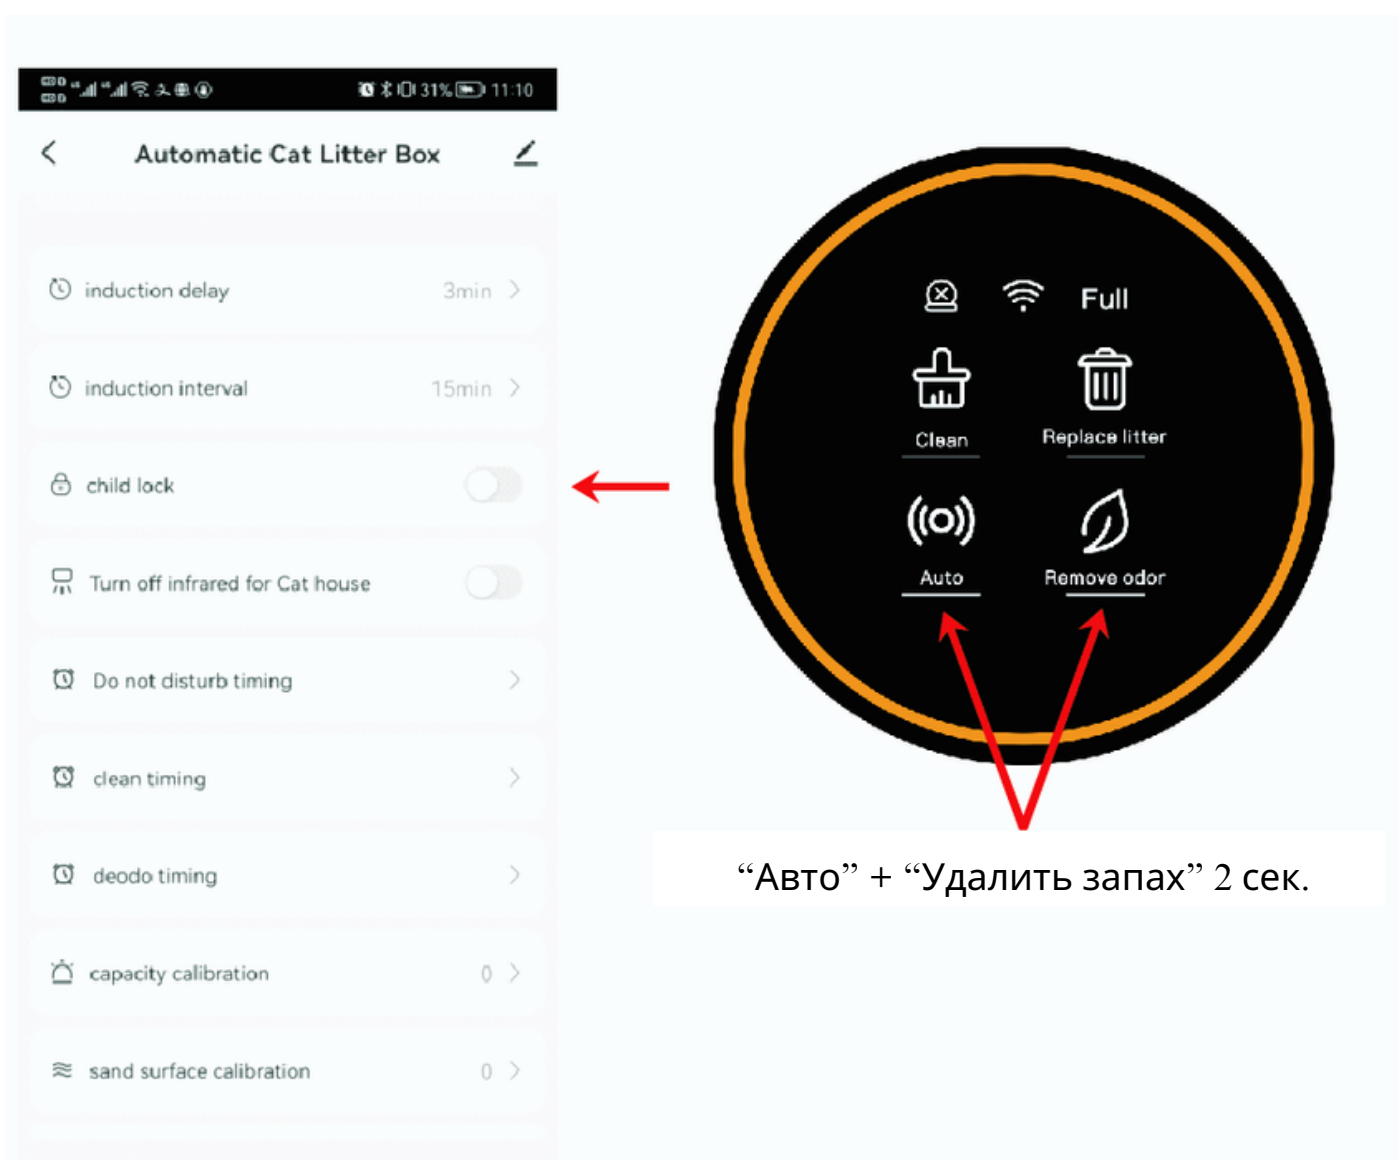 31% 11:10
Automatic Cat Litter Box
induction delay 3min
induction interval 15min
child lock
Turn off infrared for Cat house
Do not disturb timing
clean timing
deodo timing
capacity calibration 0
sand surface calibration 0
Full
Clean Replace litter
Auto Remove odor
“Авто” + “Удалить запах” 2 сек.